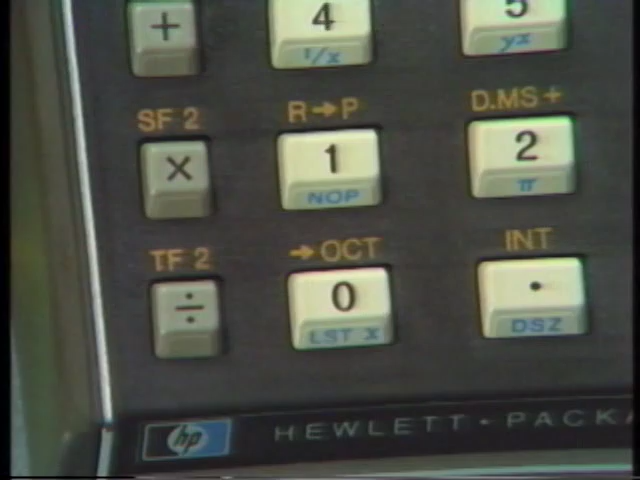 + 4 5
1/x yx
SF 2 R→P D.MS+
× 1 2
NOP π
TF 2 →OCT INT
÷ 0 •
LST X DSZ
hp HEWLETT·PACKA